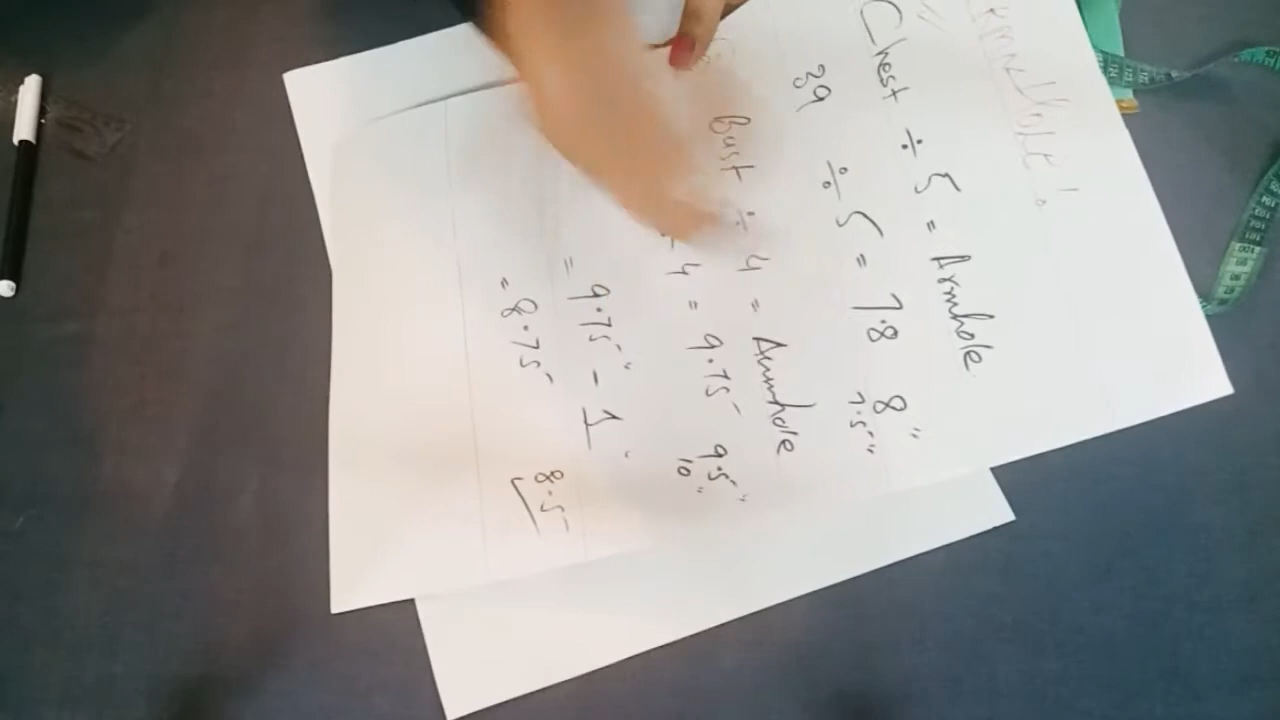 Armhole:
Chest ÷ 5 = Armhole
39 ÷ 5 = 7.8 8"
7.5"
Bust ÷ 4 = Armhole
4 = 9.75" 9.5"
10"
= 9.75" - 1"
= 8.75" 8.5"